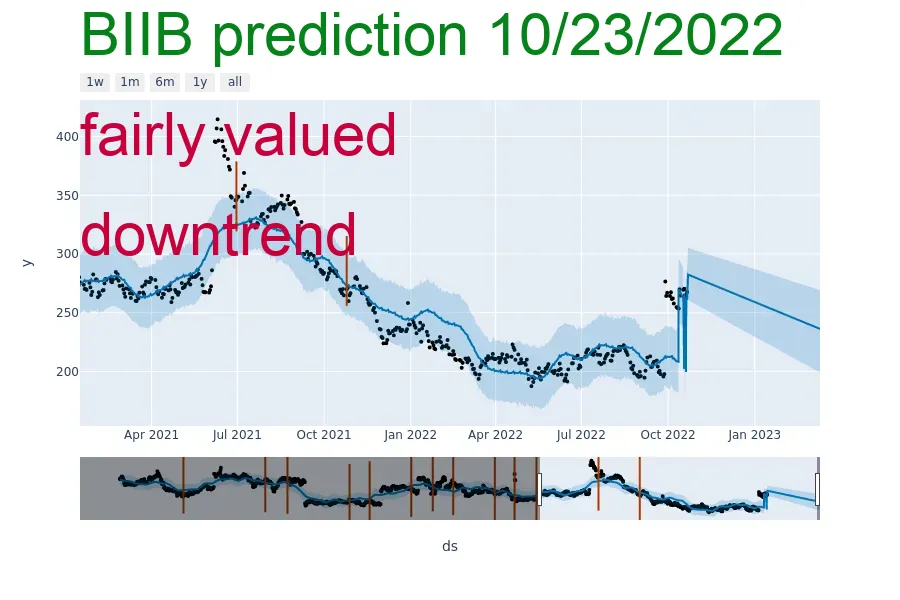 BIIB prediction 10/23/2022
1w 1m 6m 1y all
fairly valued
downtrend
400
350
300
250
200
y
Apr 2021 Jul 2021 Oct 2021 Jan 2022 Apr 2022 Jul 2022 Oct 2022 Jan 2023
ds